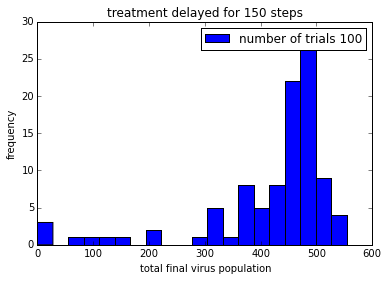 treatment delayed for 150 steps
number of trials 100
frequency
30
25
20
15
10
5
0
0 100 200 300 400 500 600
total final virus population